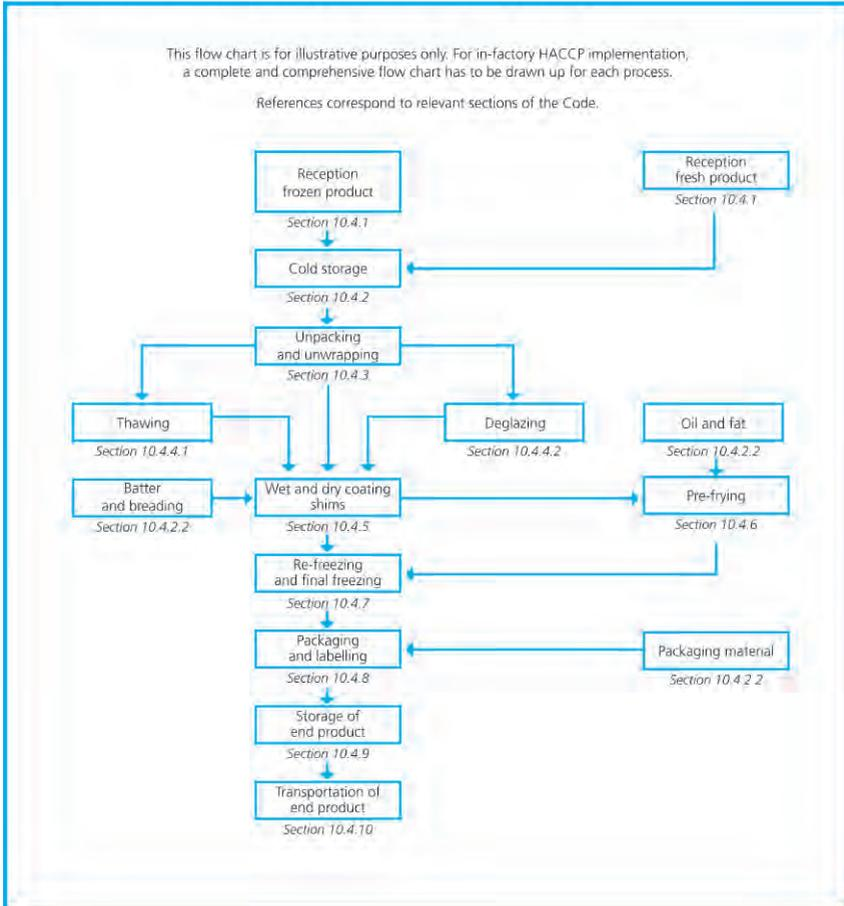 This flow chart is for illustrative purposes only. For in-factory HACCP implementation,
a complete and comprehensive flow chart has to be drawn up for each process.
References correspond to relevant sections of the Code.
Reception
frozen product
Section 10.4.1
Reception
fresh product
Section 10.4.1
Cold storage
Section 10.4.2
Unpacking
and unwrapping
Section 10.4.3
Thawing
Section 10.4.4.1
Deglazing
Section 10.4.4.2
Oil and fat
Section 10.4.2.2
Batter
and breading
Section 10.4.2.2
Wet and dry coating
shims
Section 10.4.5
Pre-frying
Section 10.4.6
Re-freezing
and final freezing
Section 10.4.7
Packaging
and labelling
Section 10.4.8
Packaging material
Section 10.4 2 2
Storage of
end product
Section 10.4.9
Transportation of
end product
Section 10.4.10